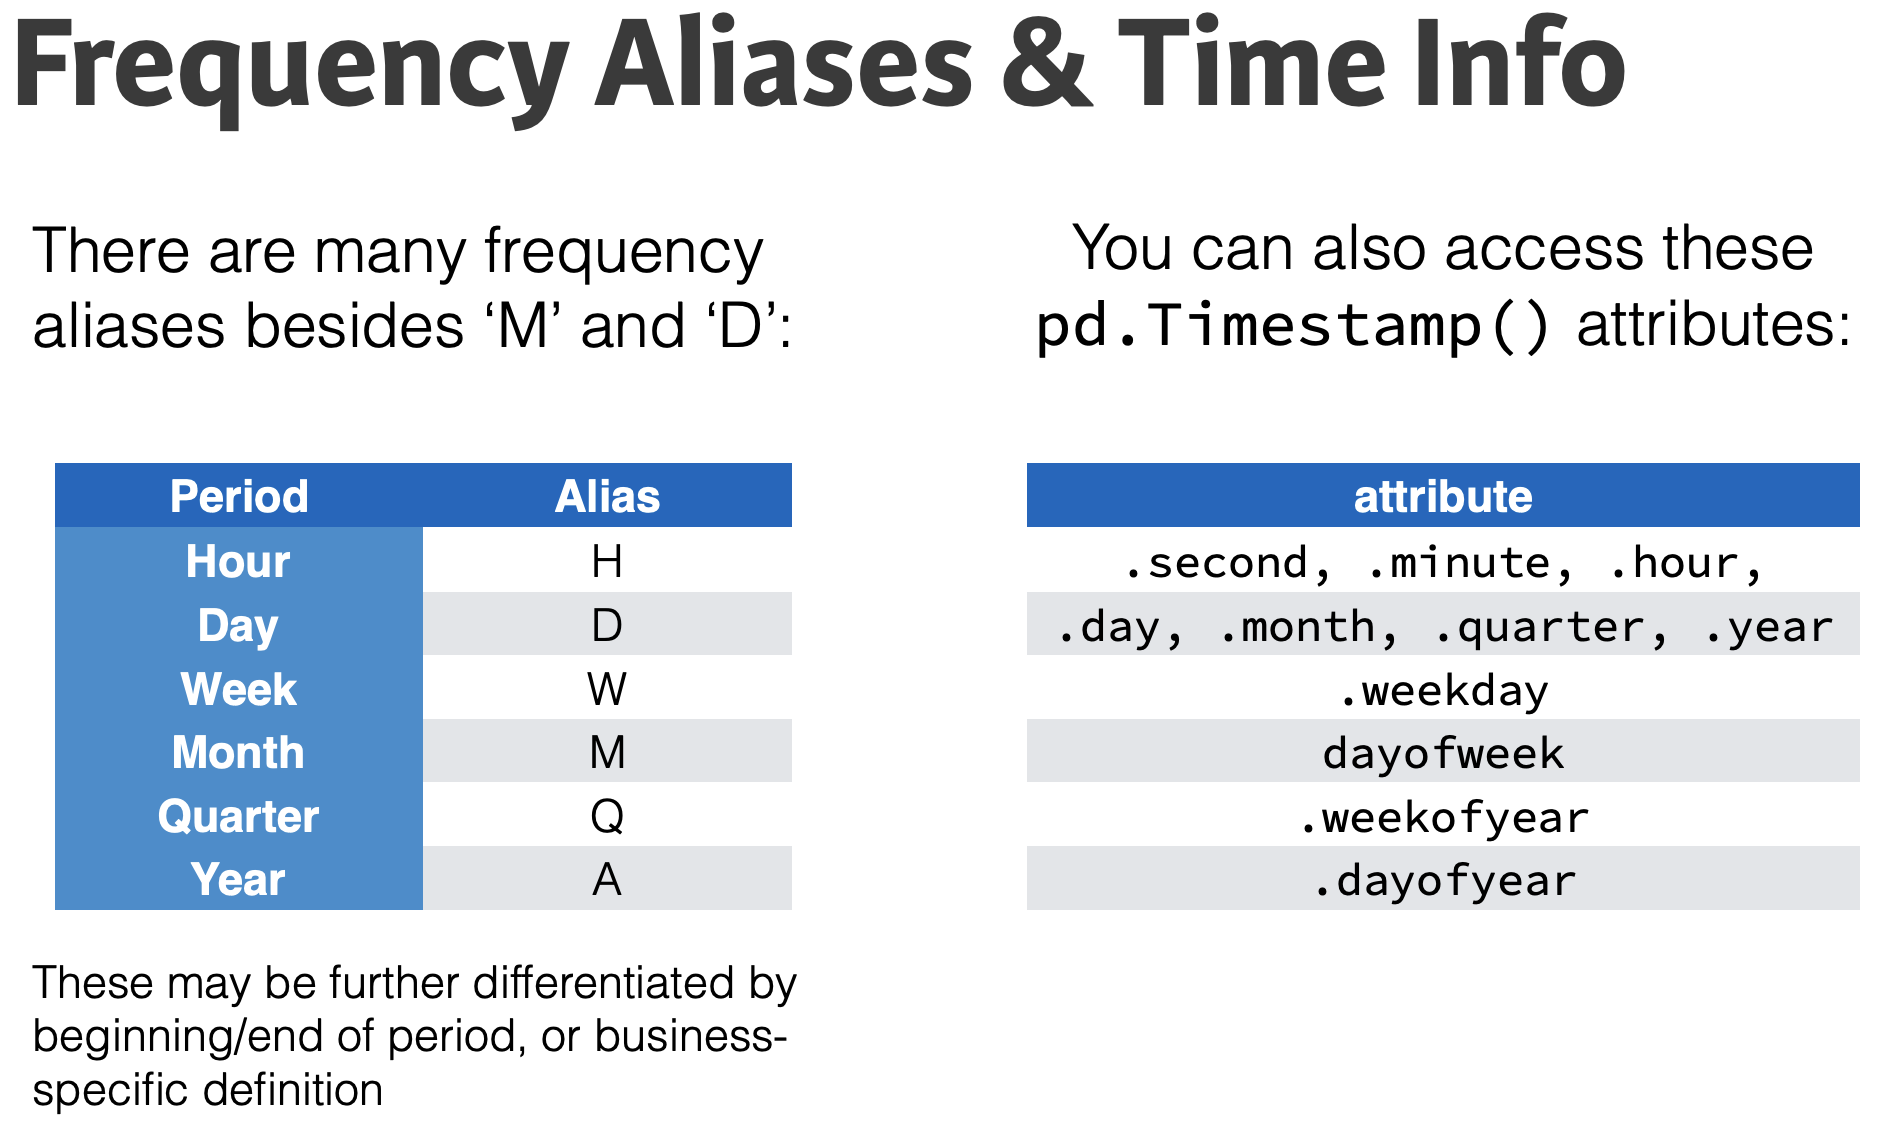 Frequency Aliases & Time Info
There are many frequency
aliases besides ‘M’ and ‘D’:
Period Alias
Hour H
Day D
Week W
Month M
Quarter Q
Year A
These may be further differentiated by
beginning/end of period, or business-
specific definition
You can also access these
pd.Timestamp() attributes:
attribute
.second, .minute, .hour,
.day, .month, .quarter, .year
.weekday
dayofweek
.weekofyear
.dayofyear